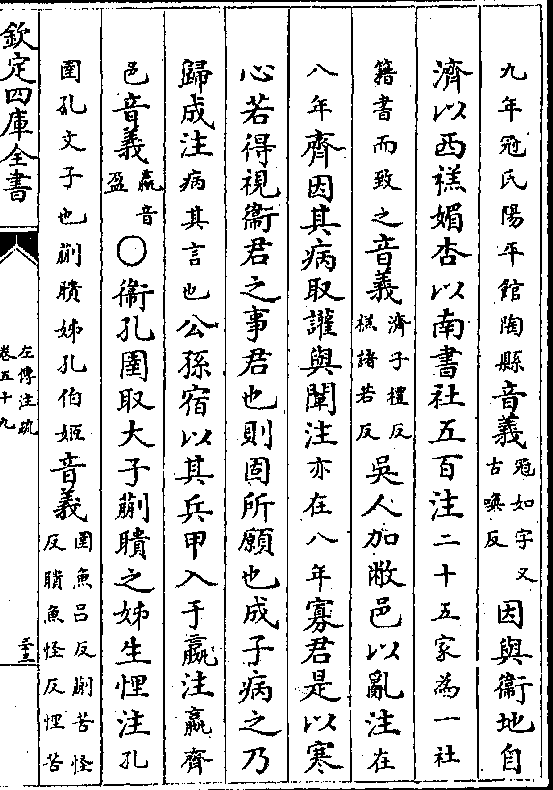 九年冠氏陽平館陶縣音義冠如字又古喚反因與衛地自
濟以西禚媚杏以南書社五百注二十五家為一社
籍書而致之音義濟子禮反禚諸若反吳人加敝邑以亂注在
八年齊因其病取讙與闡注亦在八年寡君是以寒
心若得視衛君之事君也則固所願也成子病之乃
歸成注病其言也公孫宿以其兵甲入于嬴注嬴齊
邑音義嬴音盈○衛孔圉取大子蒯聵之姊生悝注孔
圉孔文子也蒯聵姊孔伯姬音義圉魚呂反蒯苦怪反聵魚怪反悝苦
欽定四庫全書
左傳注疏
卷五十九
三十三